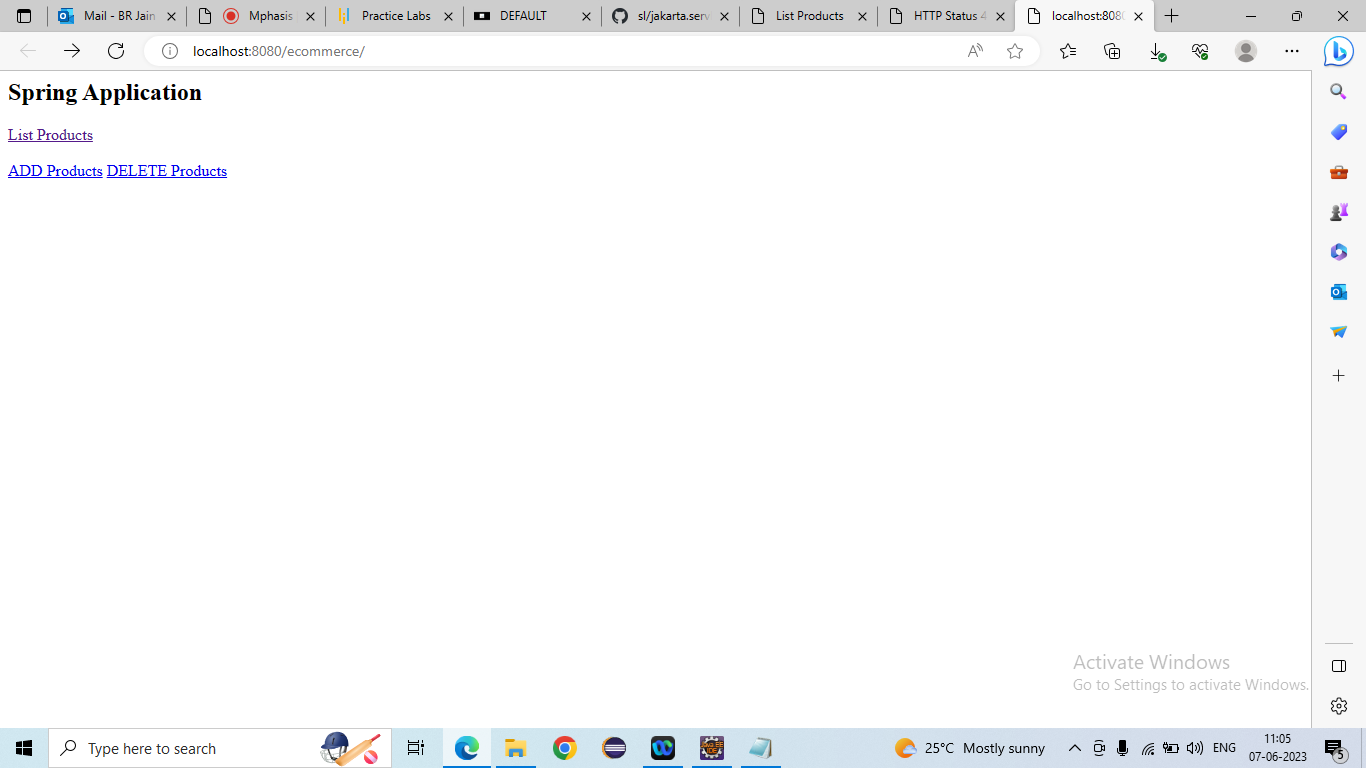 Mail - BR Jain
Mphasis
Practice Labs
DEFAULT
sl/jakarta.serv
List Products
HTTP Status 4
localhost:8080
localhost:8080/ecommerce/
Spring Application
List Products
ADD Products DELETE Products
Activate Windows
Go to Settings to activate Windows.
Type here to search
25°C Mostly sunny
ENG
11:05
07-06-2023
5